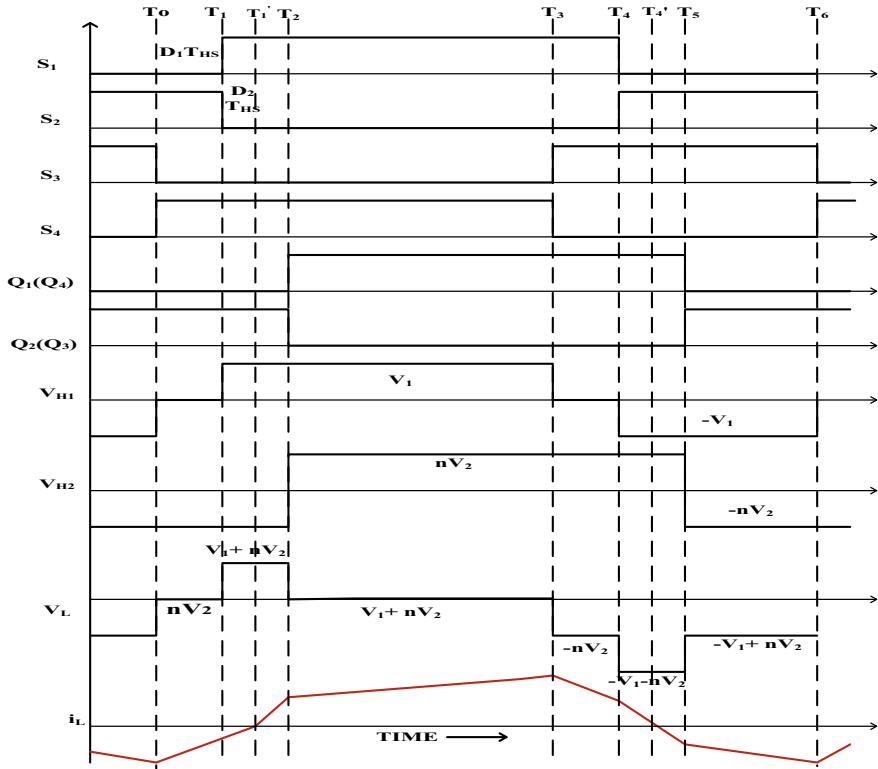 To T₁ T₁' T₂ T₃ T₄ T₄' T₅ T₆
S₁ D₁THS
D₂
THS
S₂
S₃
S₄
Q₁(Q₄)
Q₂(Q₃)
VH1 V₁
-V₁
VH2 nV₂
-nV₂
V₁+ nV₂
VL nV2 V₁+ nV₂
-nV₂ -V₁+ nV₂
-V₁-nV₂
iL TIME